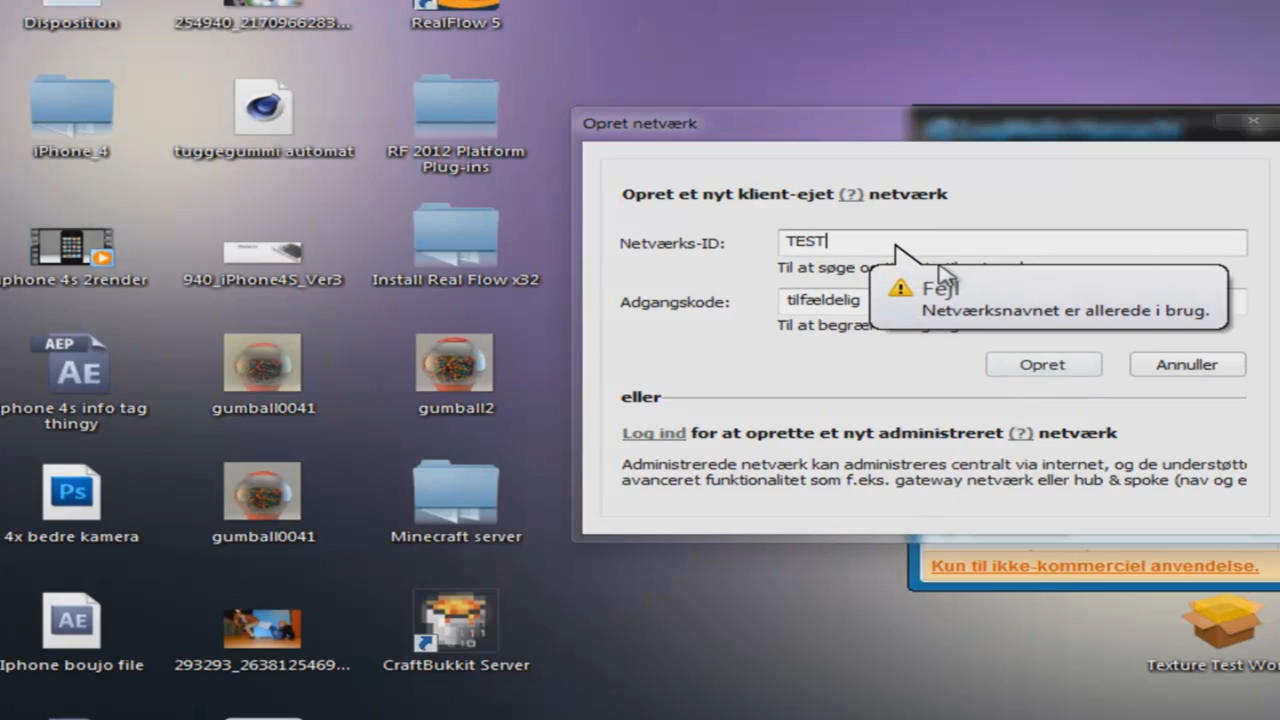 Disposition
254940_2170966283...
RealFlow 5
iPhone_4
tuggegummi automat
RF 2012 Platform
Plug-ins
iphone 4s 2render
940_iPhone4S_Ver3
Install Real Flow x32
AEP
AE
phone 4s info tag
thingy
gumball0041
gumball2
Ps
4x bedre kamera
gumball0041
Minecraft server
AE
Iphone boujo file
293293_2638125469...
CraftBukkit Server
Opret netværk
Opret et nyt klient-ejet (?) netværk
Netværks-ID:
TEST
Til at søge
Fejl
Netværksnavnet er allerede i brug.
Adgangskode:
tilfældelig
Opret
Annuller
eller
Log ind for at oprette et nyt administreret (?) netværk
Administrerede netværk kan administreres centralt via internet, og de understøtt
avanceret funktionalitet som f.eks. gateway netværk eller hub & spoke (nav og e
Kun til ikke-kommerciel anvendelse.
Texture Test Wo